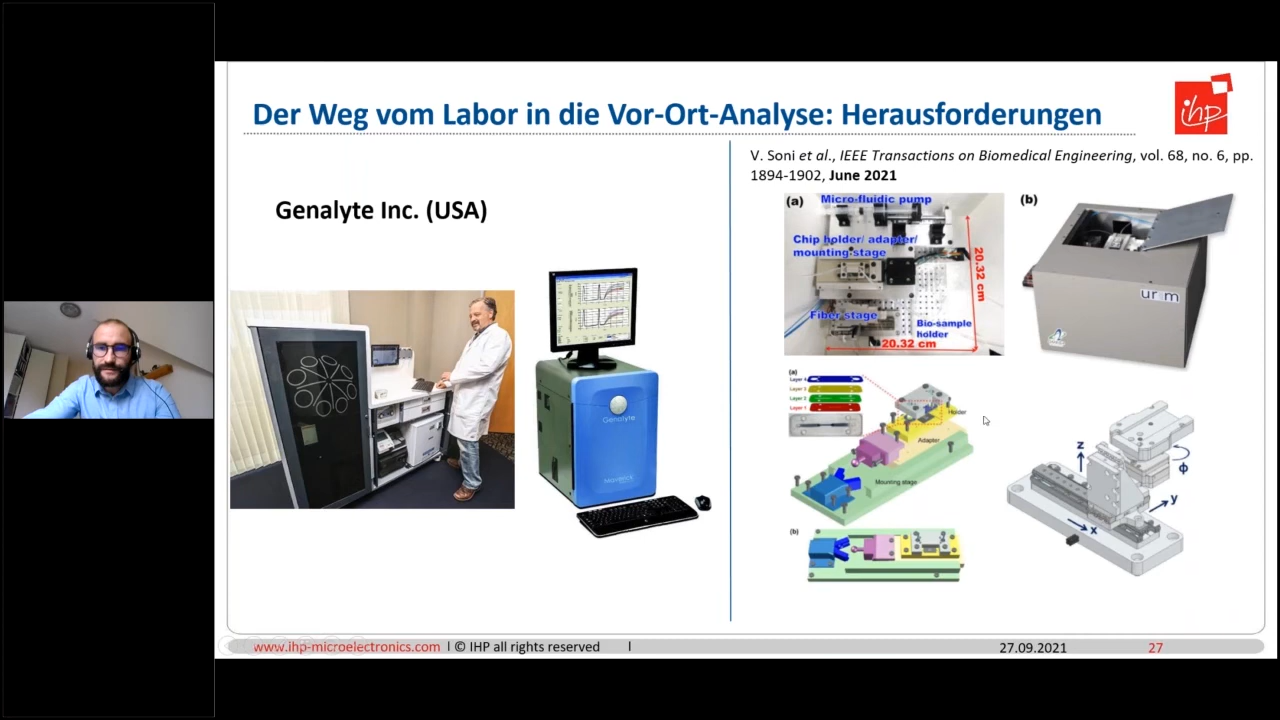 Der Weg vom Labor in die Vor-Ort-Analyse: Herausforderungen
ihp
Genalyte Inc. (USA)
Genalyte
Maverick
V. Soni et al., IEEE Transactions on Biomedical Engineering, vol. 68, no. 6, pp.
1894-1902, June 2021
(a)
Micro-fluidic pump
Chip holder/ adapter/
mounting-stage
20.32 cm
Fiber stage
Bio-sample
holder
20.32 cm
(b)
(a)
Layer 4
Layer 3
Layer 2
Layer 1
Holder
Adapter
Mounting stage
(b)
z
ϕ
y
x
www.ihp-microelectronics.com I © IHP all rights reserved I
27.09.2021
27